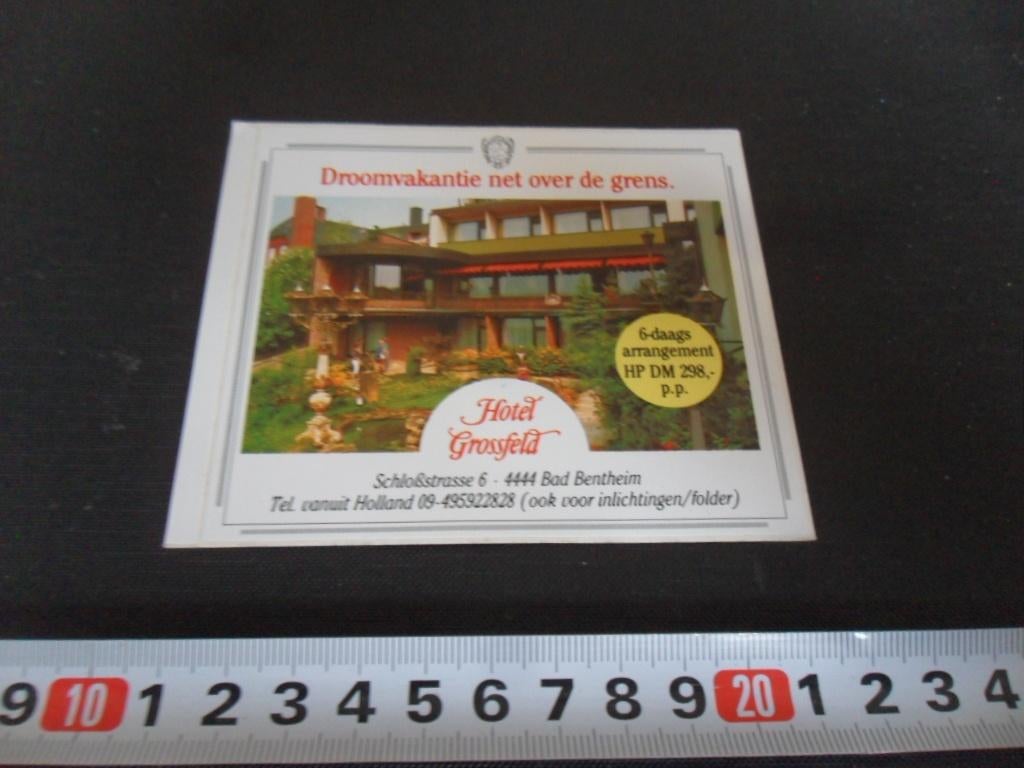 Droomvakantie net over de grens.
6-daags
arrangement
HP DM 298,-
p.p.
Hotel
Grossfeld
Schloßstrasse 6 - 4444 Bad Bentheim
Tel. vanuit Holland 09-495922828 (ook voor inlichtingen/folder)
9 10 1 2 3 4 5 6 7 8 9 20 1 2 3 4